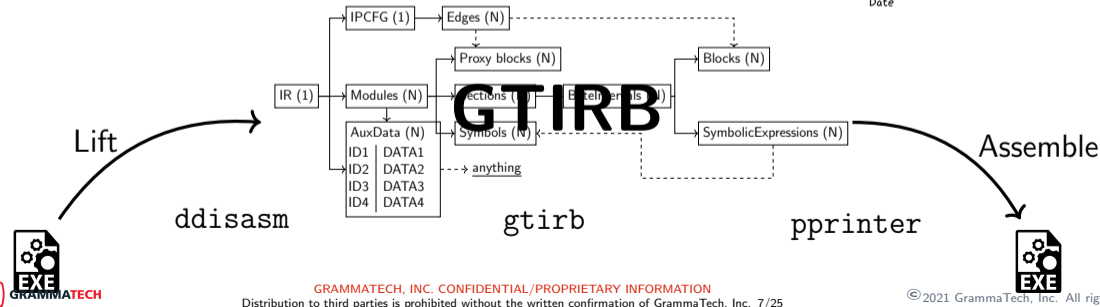 Date
IPCFG (1)
Edges (N)
Proxy blocks (N)
Blocks (N)
IR (1)
Modules (N)
Sections (N)
ByteIntervals (N)
GTIRB
Symbols (N)
SymbolicExpressions (N)
AuxData (N)
ID1 DATA1
ID2 DATA2
ID3 DATA3
ID4 DATA4
anything
Lift
Assemble
ddisasm
gtirb
pprinter
EXE
EXE
GRAMMATECH
GRAMMATECH, INC. CONFIDENTIAL/PROPRIETARY INFORMATION
Distribution to third parties is prohibited without the written confirmation of GrammaTech, Inc. 7/25
©2021 GrammaTech, Inc. All rig